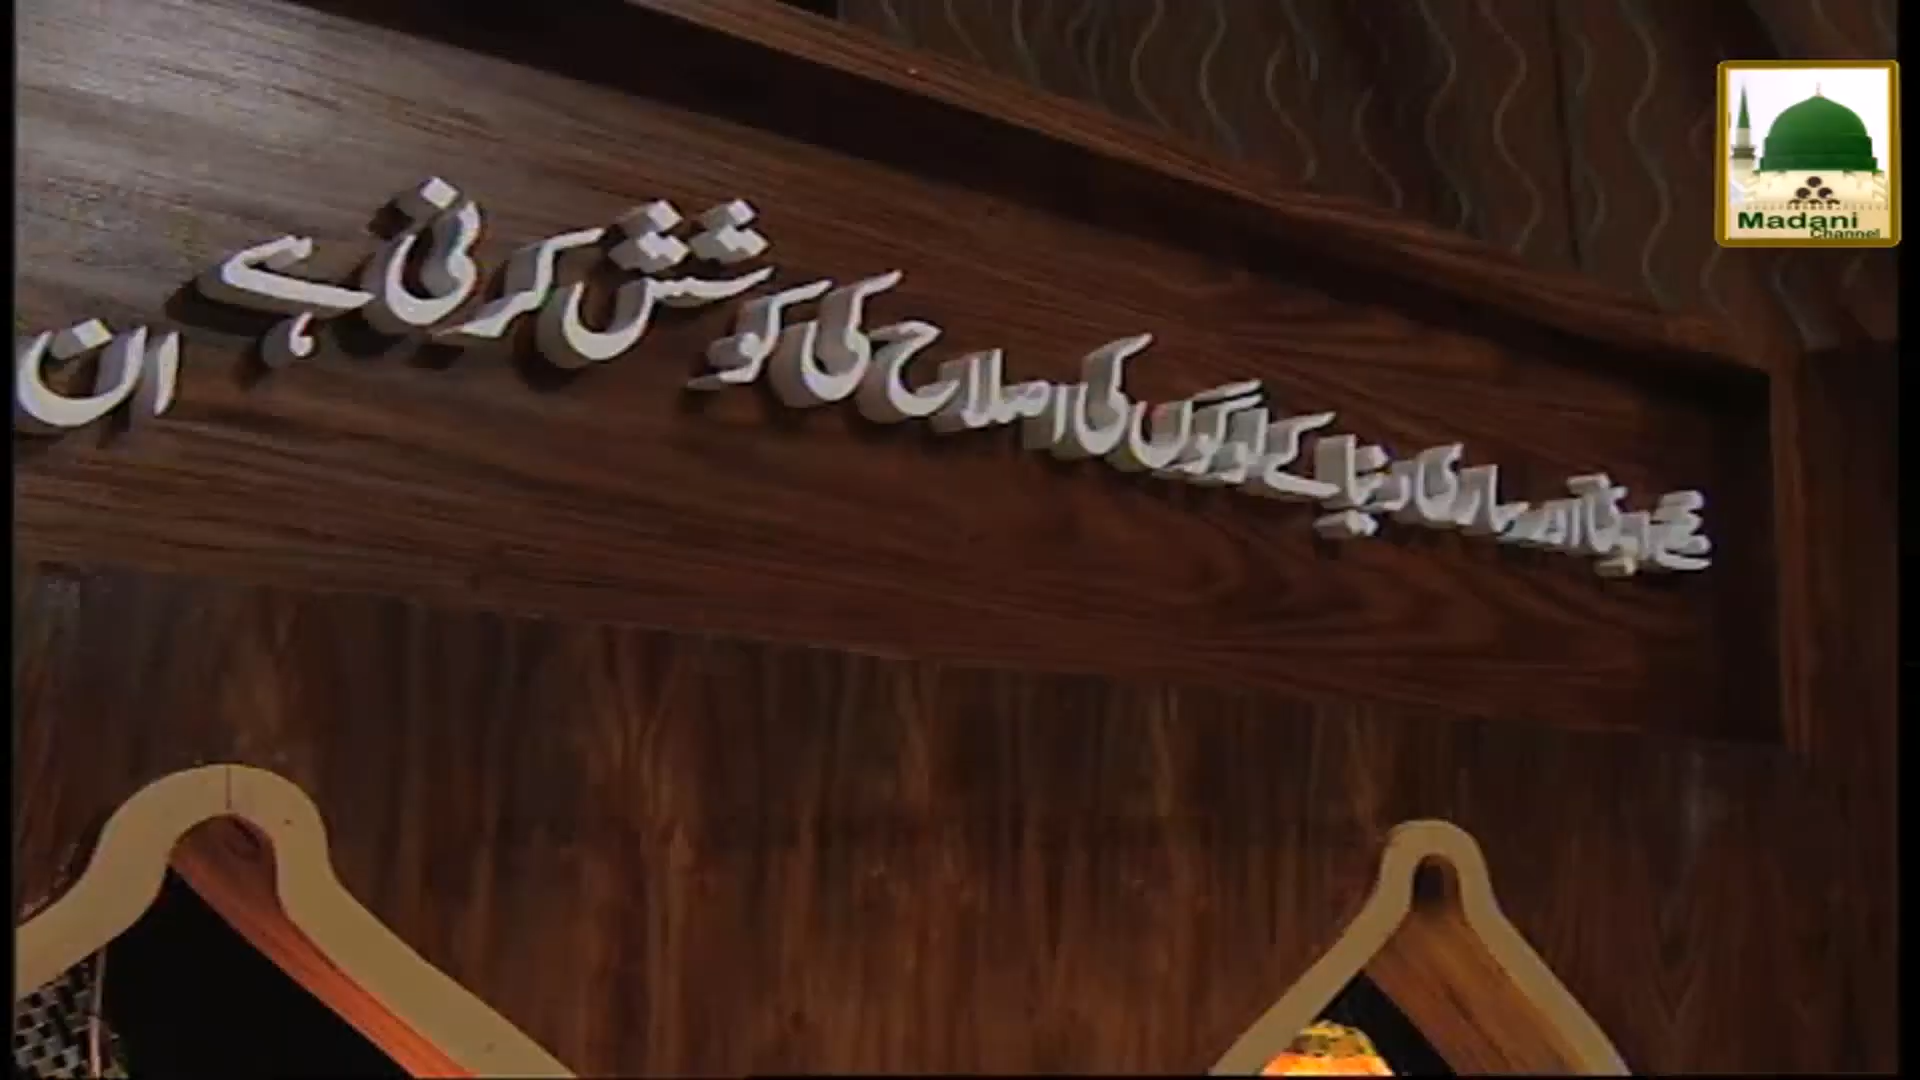 مجھے اپنی اور ساری دنیا کے لوگوں کی اصلاح کی کوشش کرنی ہے ان
Madani
Channel